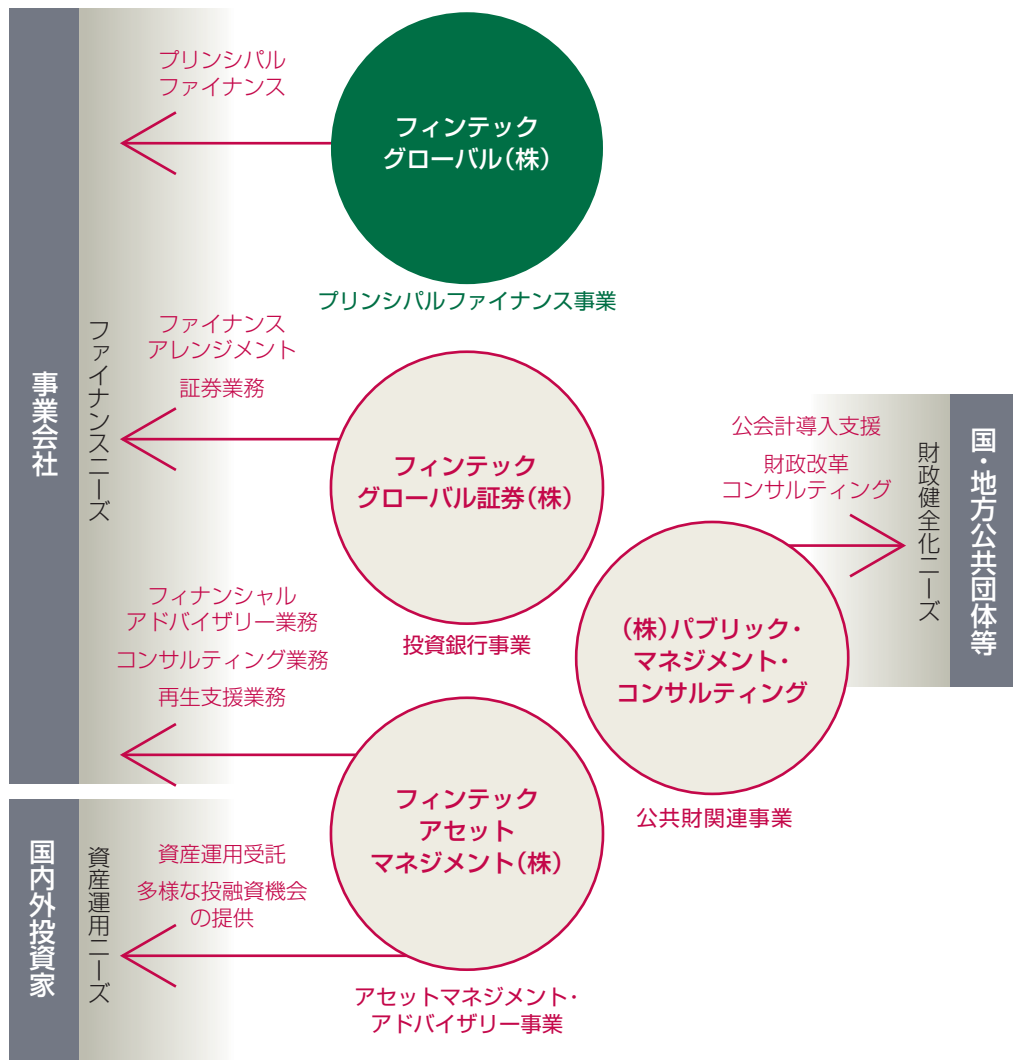 プリンシパル
ファイナンス
フィンテック
グローバル(株)
プリンシパルファイナンス事業
事業会社
ファイナンスニーズ
ファイナンス
アレンジメント
証券業務
フィンテック
グローバル証券(株)
投資銀行事業
公会計導入支援
財政改革
コンサルティング
財政健全化ニーズ
国・地方公共団体等
(株)パブリック・
マネジメント・
コンサルティング
公共財関連事業
フィナンシャル
アドバイザリー業務
コンサルティング業務
再生支援業務
フィンテック
アセット
マネジメント(株)
アセットマネジメント・
アドバイザリー事業
国内外投資家
資産運用ニーズ
資産運用受託
多様な投融資機会
の提供